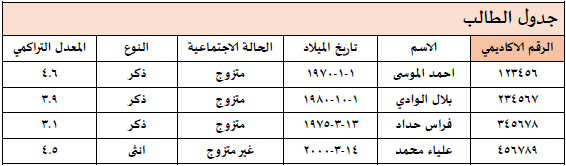 جدول الطالب
الرقم الاكاديمي الاسم تاريخ الميلاد الحالة الاجتماعية النوع المعدل التراكمي
١٢٣٤٥٦ احمد الموسى ١-١-١٩٧٠ متزوج ذكر ٤.٦
٢٣٤٥٦٧ بلال الوادي ١-١٠-١٩٨٠ متزوج ذكر ٣.٩
٣٤٥٦٧٨ فراس حداد ١٣-٣-١٩٧٥ متزوج ذكر ٣.١
٤٥٦٧٨٩ علياء محمد ١٤-٣-٢٠٠٠ غير متزوج انثى ٤.٥